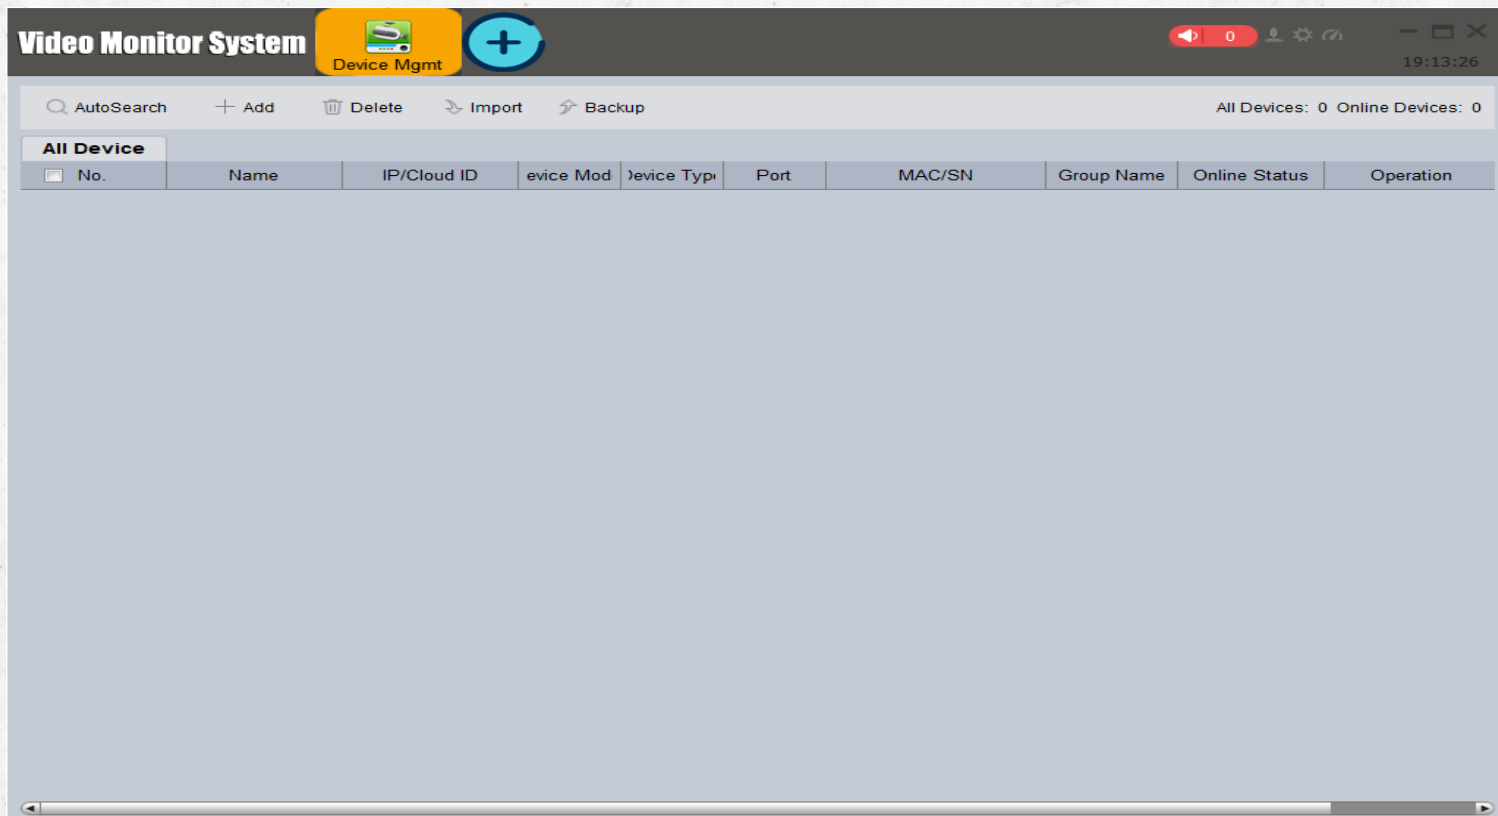 Video Monitor System
Device Mgmt
0
19:13:26
AutoSearch Add Delete Import Backup All Devices: 0 Online Devices: 0
All Device
No. Name IP/Cloud ID evice Mod evice Typ Port MAC/SN Group Name Online Status Operation